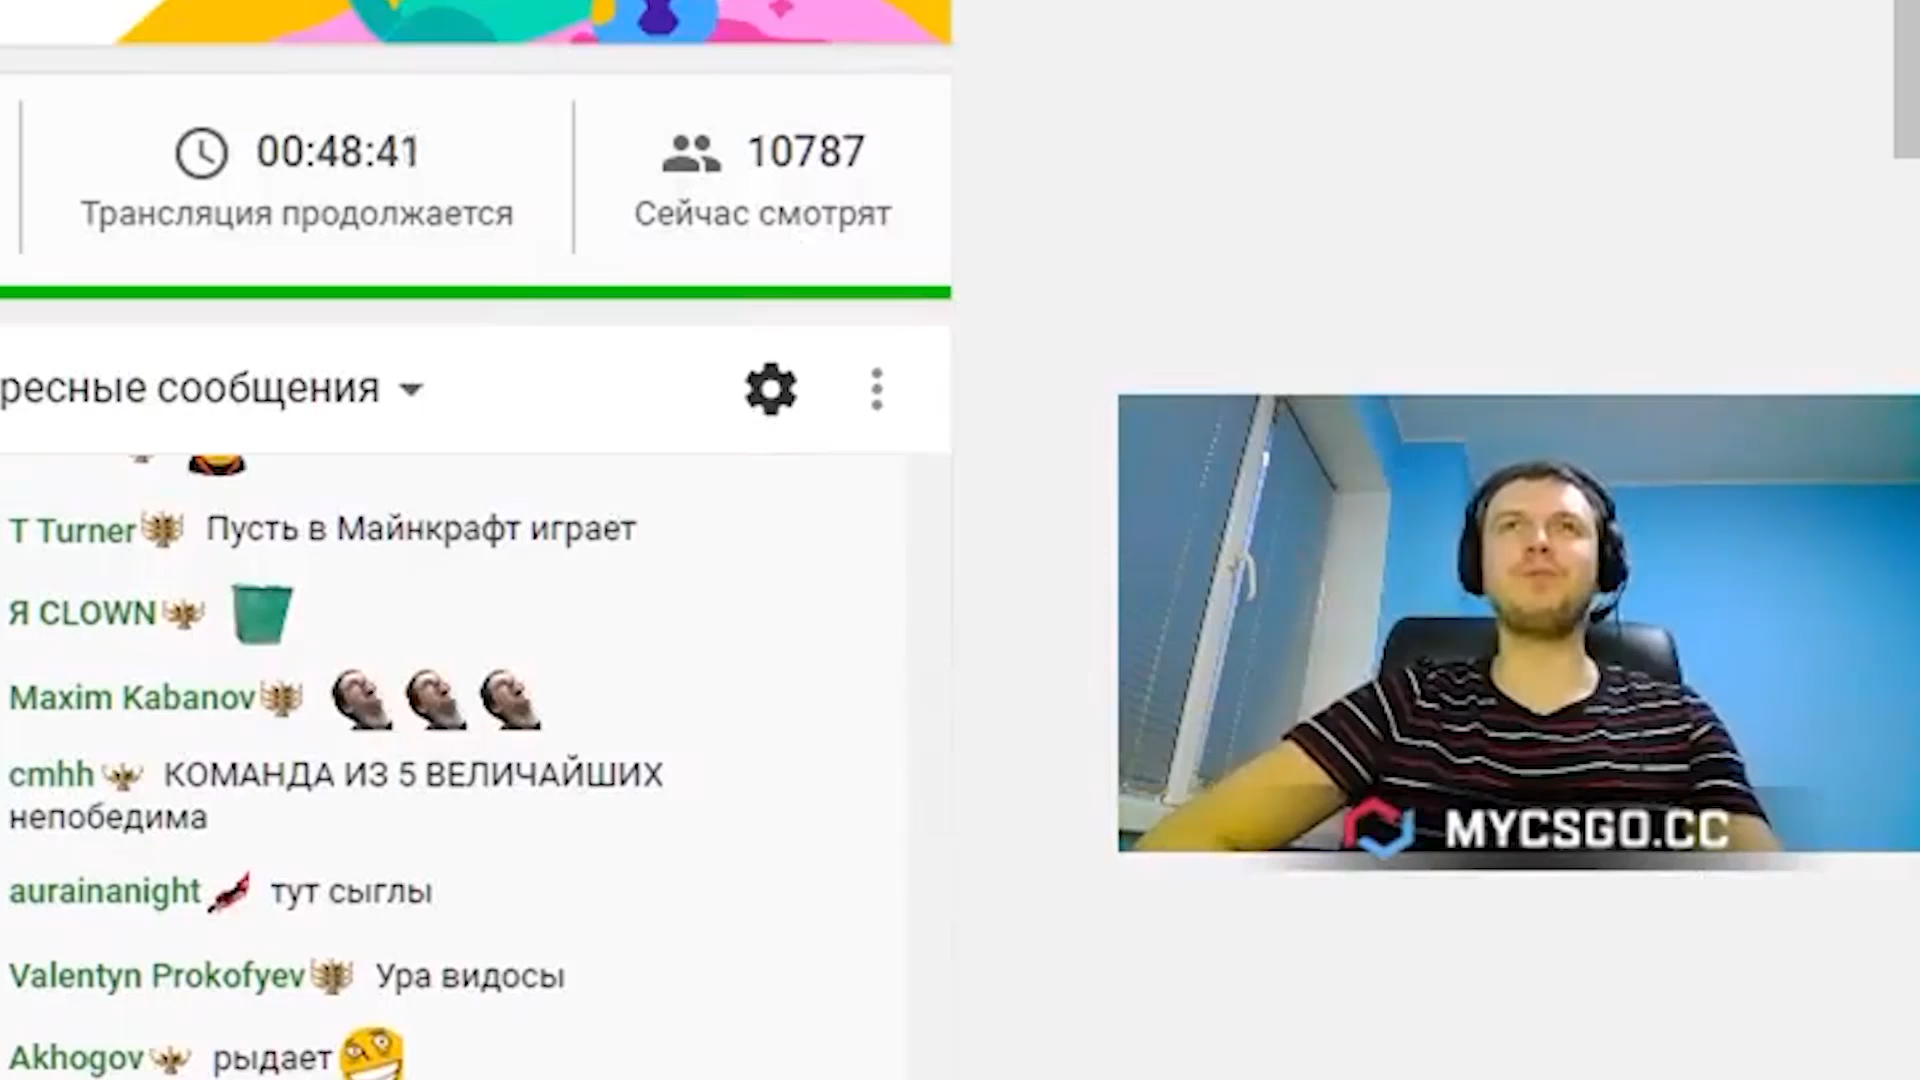 00:48:41
Трансляция продолжается
10787
Сейчас смотрят
ресные сообщения
T Turner Пусть в Майнкрафт играет
Я CLOWN
Maxim Kabanov
cmhh КОМАНДА ИЗ 5 ВЕЛИЧАЙШИХ
непобедима
aurainanight тут сыглы
Valentyn Prokofyev Ура видосы
Akhogov рыдает
MYCSGO.CC